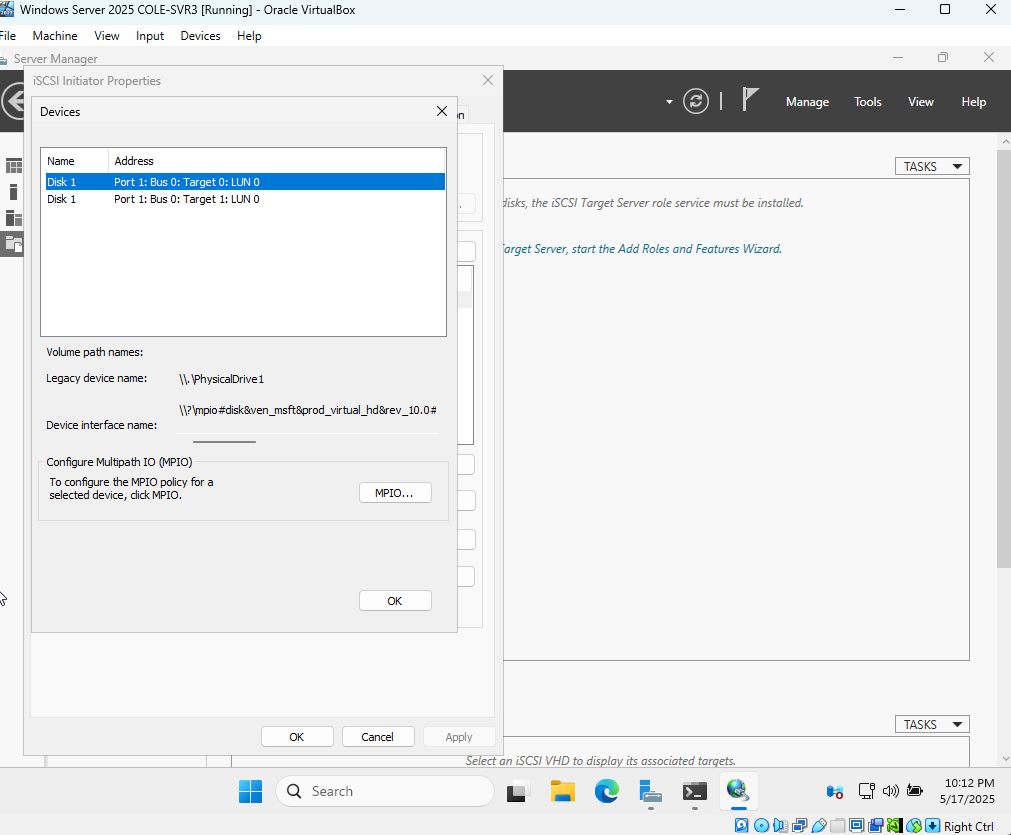 Windows Server 2025 COLE-SVR3 [Running] - Oracle VirtualBox
File Machine View Input Devices Help
Server Manager
iSCSI Initiator Properties
Devices
on
Manage Tools View Help
Name Address
TASKS
Disk 1 Port 1: Bus 0: Target 0: LUN 0
Disk 1 Port 1: Bus 0: Target 1: LUN 0
disks, the iSCSI Target Server role service must be installed.
Target Server, start the Add Roles and Features Wizard.
Volume path names:
Legacy device name: \\.\PhysicalDrive1
\\?\mpio#disk&ven_msft&prod_virtual_hd&rev_10.0#
Device interface name:
Configure Multipath IO (MPIO)
To configure the MPIO policy for a
selected device, click MPIO.
MPIO...
OK
TASKS
OK Cancel Apply
Select an iSCSI VHD to display its associated targets.
Search
10:12 PM
5/17/2025
Right Ctrl